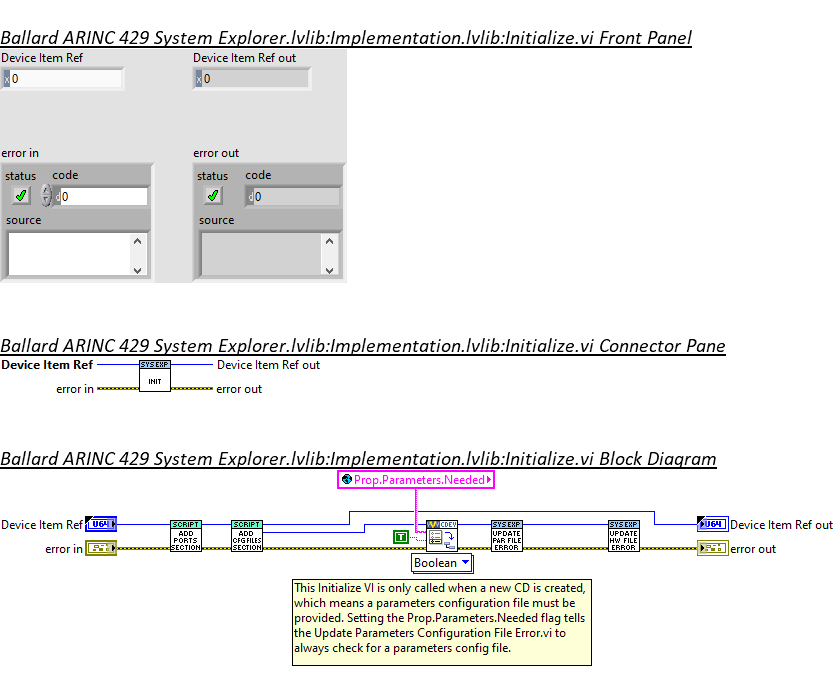 Ballard ARINC 429 System Explorer.lvlib:Implementation.lvlib:Initialize.vi Front Panel
Device Item Ref
Device Item Ref out
x 0
x 0
error in
error out
status code
status code
d 0
d 0
source
source
Ballard ARINC 429 System Explorer.lvlib:Implementation.lvlib:Initialize.vi Connector Pane
Device Item Ref
SYS EXP
Device Item Ref out
INIT
error in
error out
Ballard ARINC 429 System Explorer.lvlib:Implementation.lvlib:Initialize.vi Block Diagram
Prop.Parameters.Needed
Device Item Ref
U64
SCRIPT
ADD
PORTS
SECTION
SCRIPT
ADD
CFG FILES
SECTION
T
CDEV
Boolean
SYS EXP
UPDATE
PAR FILE
ERROR
SYS EXP
UPDATE
HW FILE
ERROR
U64
Device Item Ref out
error in
error out
This Initialize VI is only called when a new CD is created,
which means a parameters configuration file must be
provided. Setting the Prop.Parameters.Needed flag tells
the Update Parameters Configuration File Error.vi to
always check for a parameters config file.